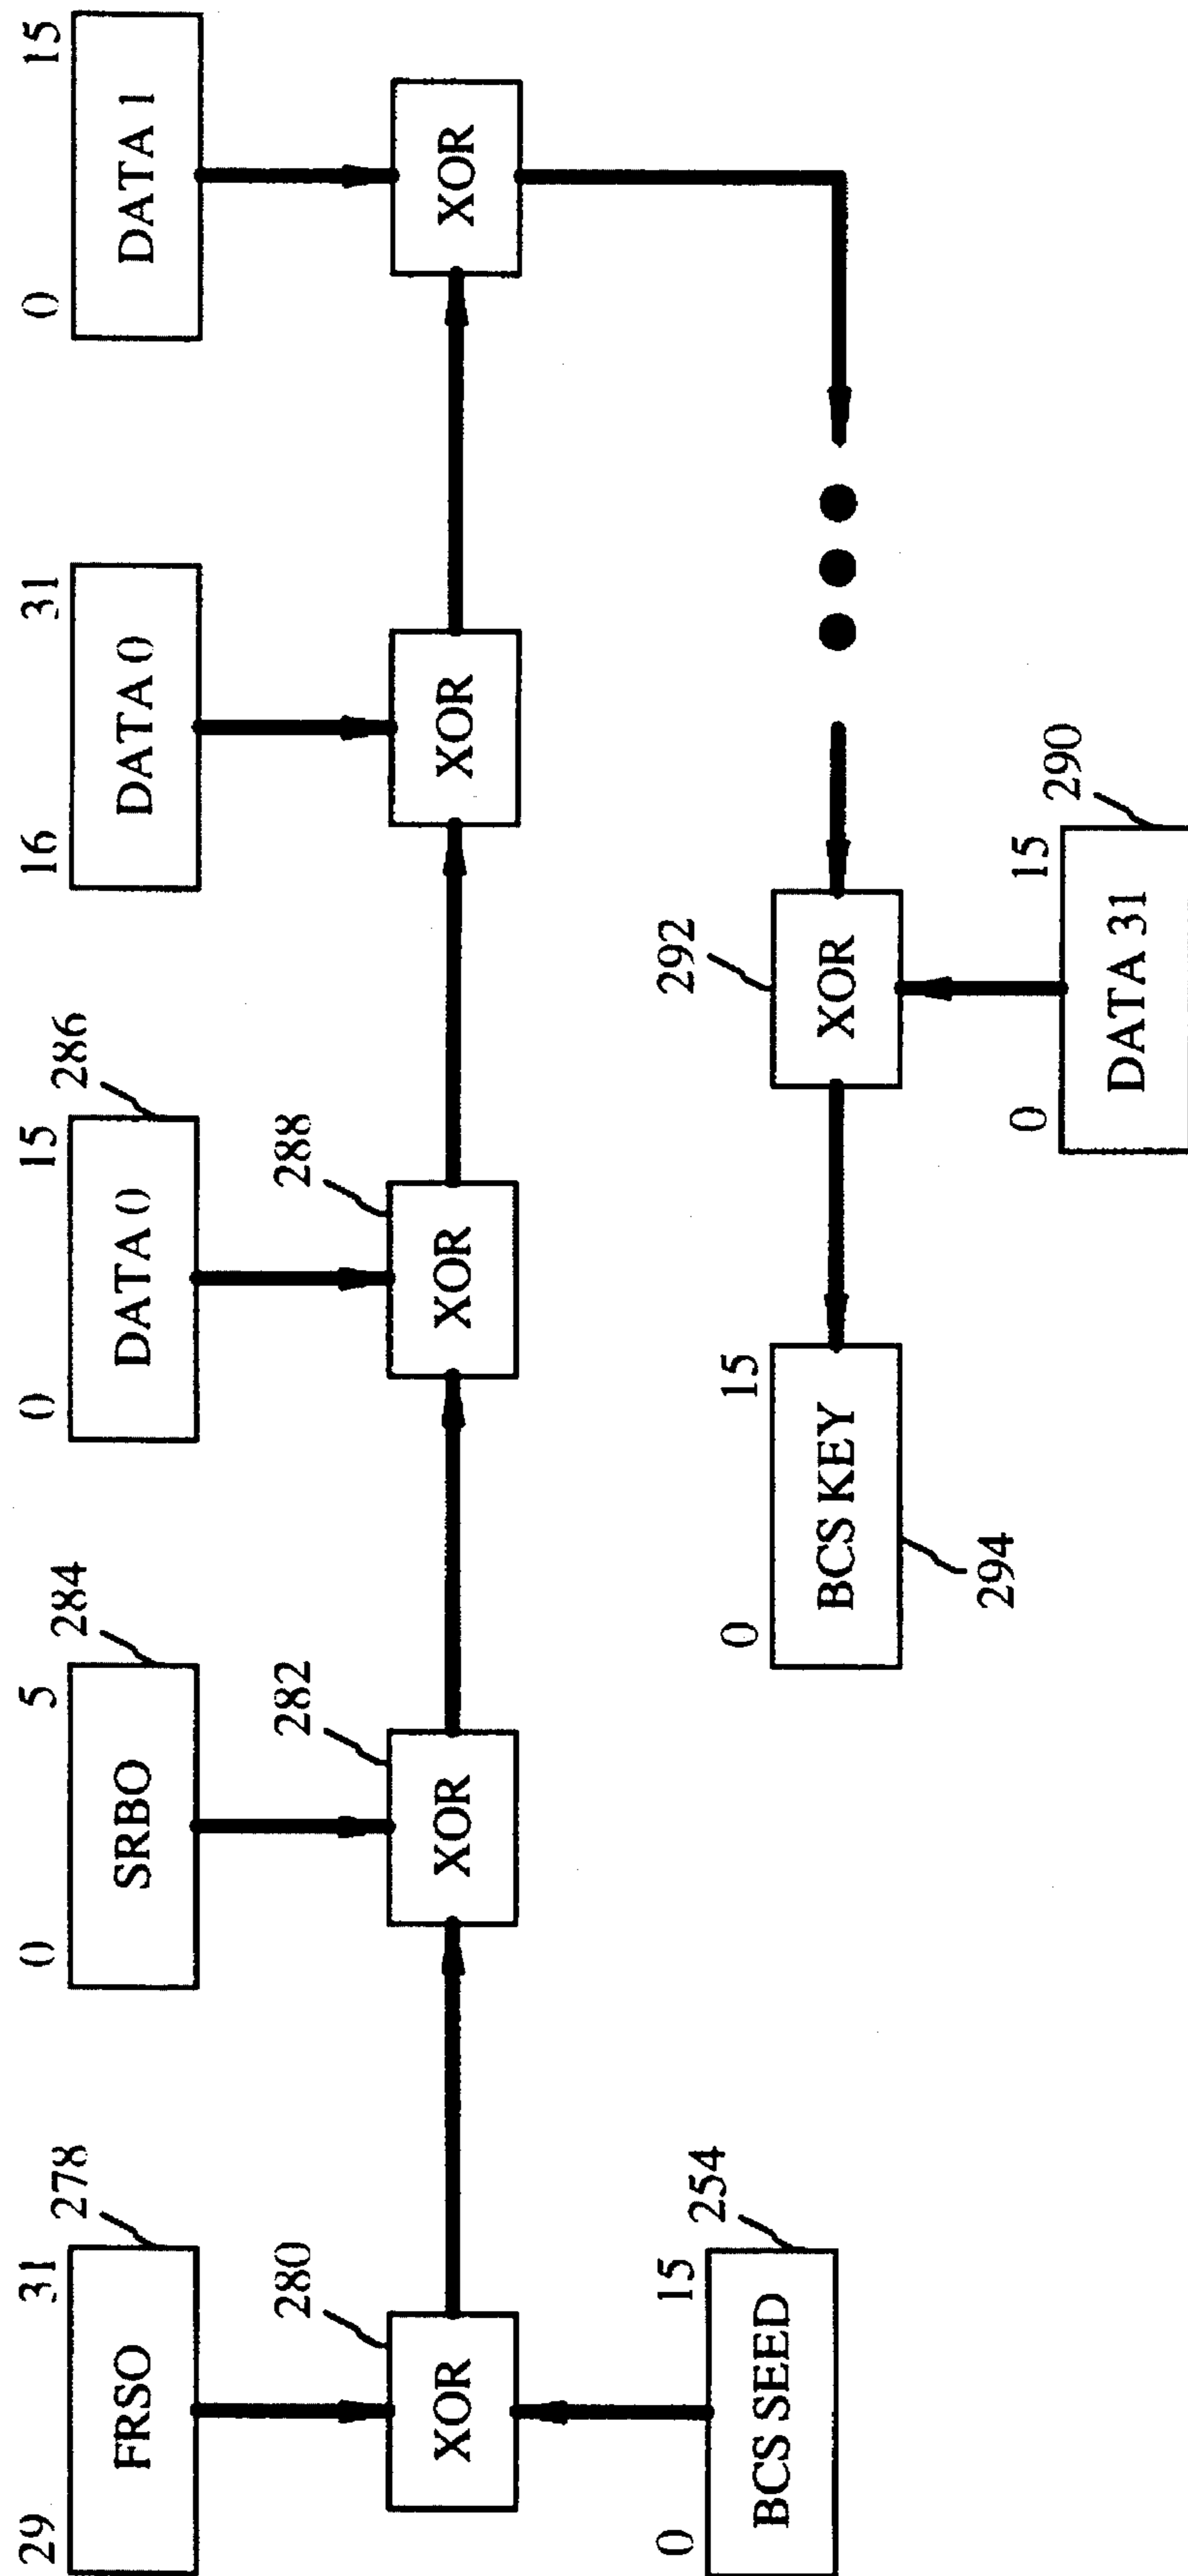 29 31 278
FRSO
0 5 284
SRBO
0 15 286
DATA 0
16 31
DATA 0
0 15
DATA 1
280
XOR
282
XOR
288
XOR
XOR
XOR
0 15 254
BCS SEED
0 15
BCS KEY
294
292
XOR
0 15 290
DATA 31